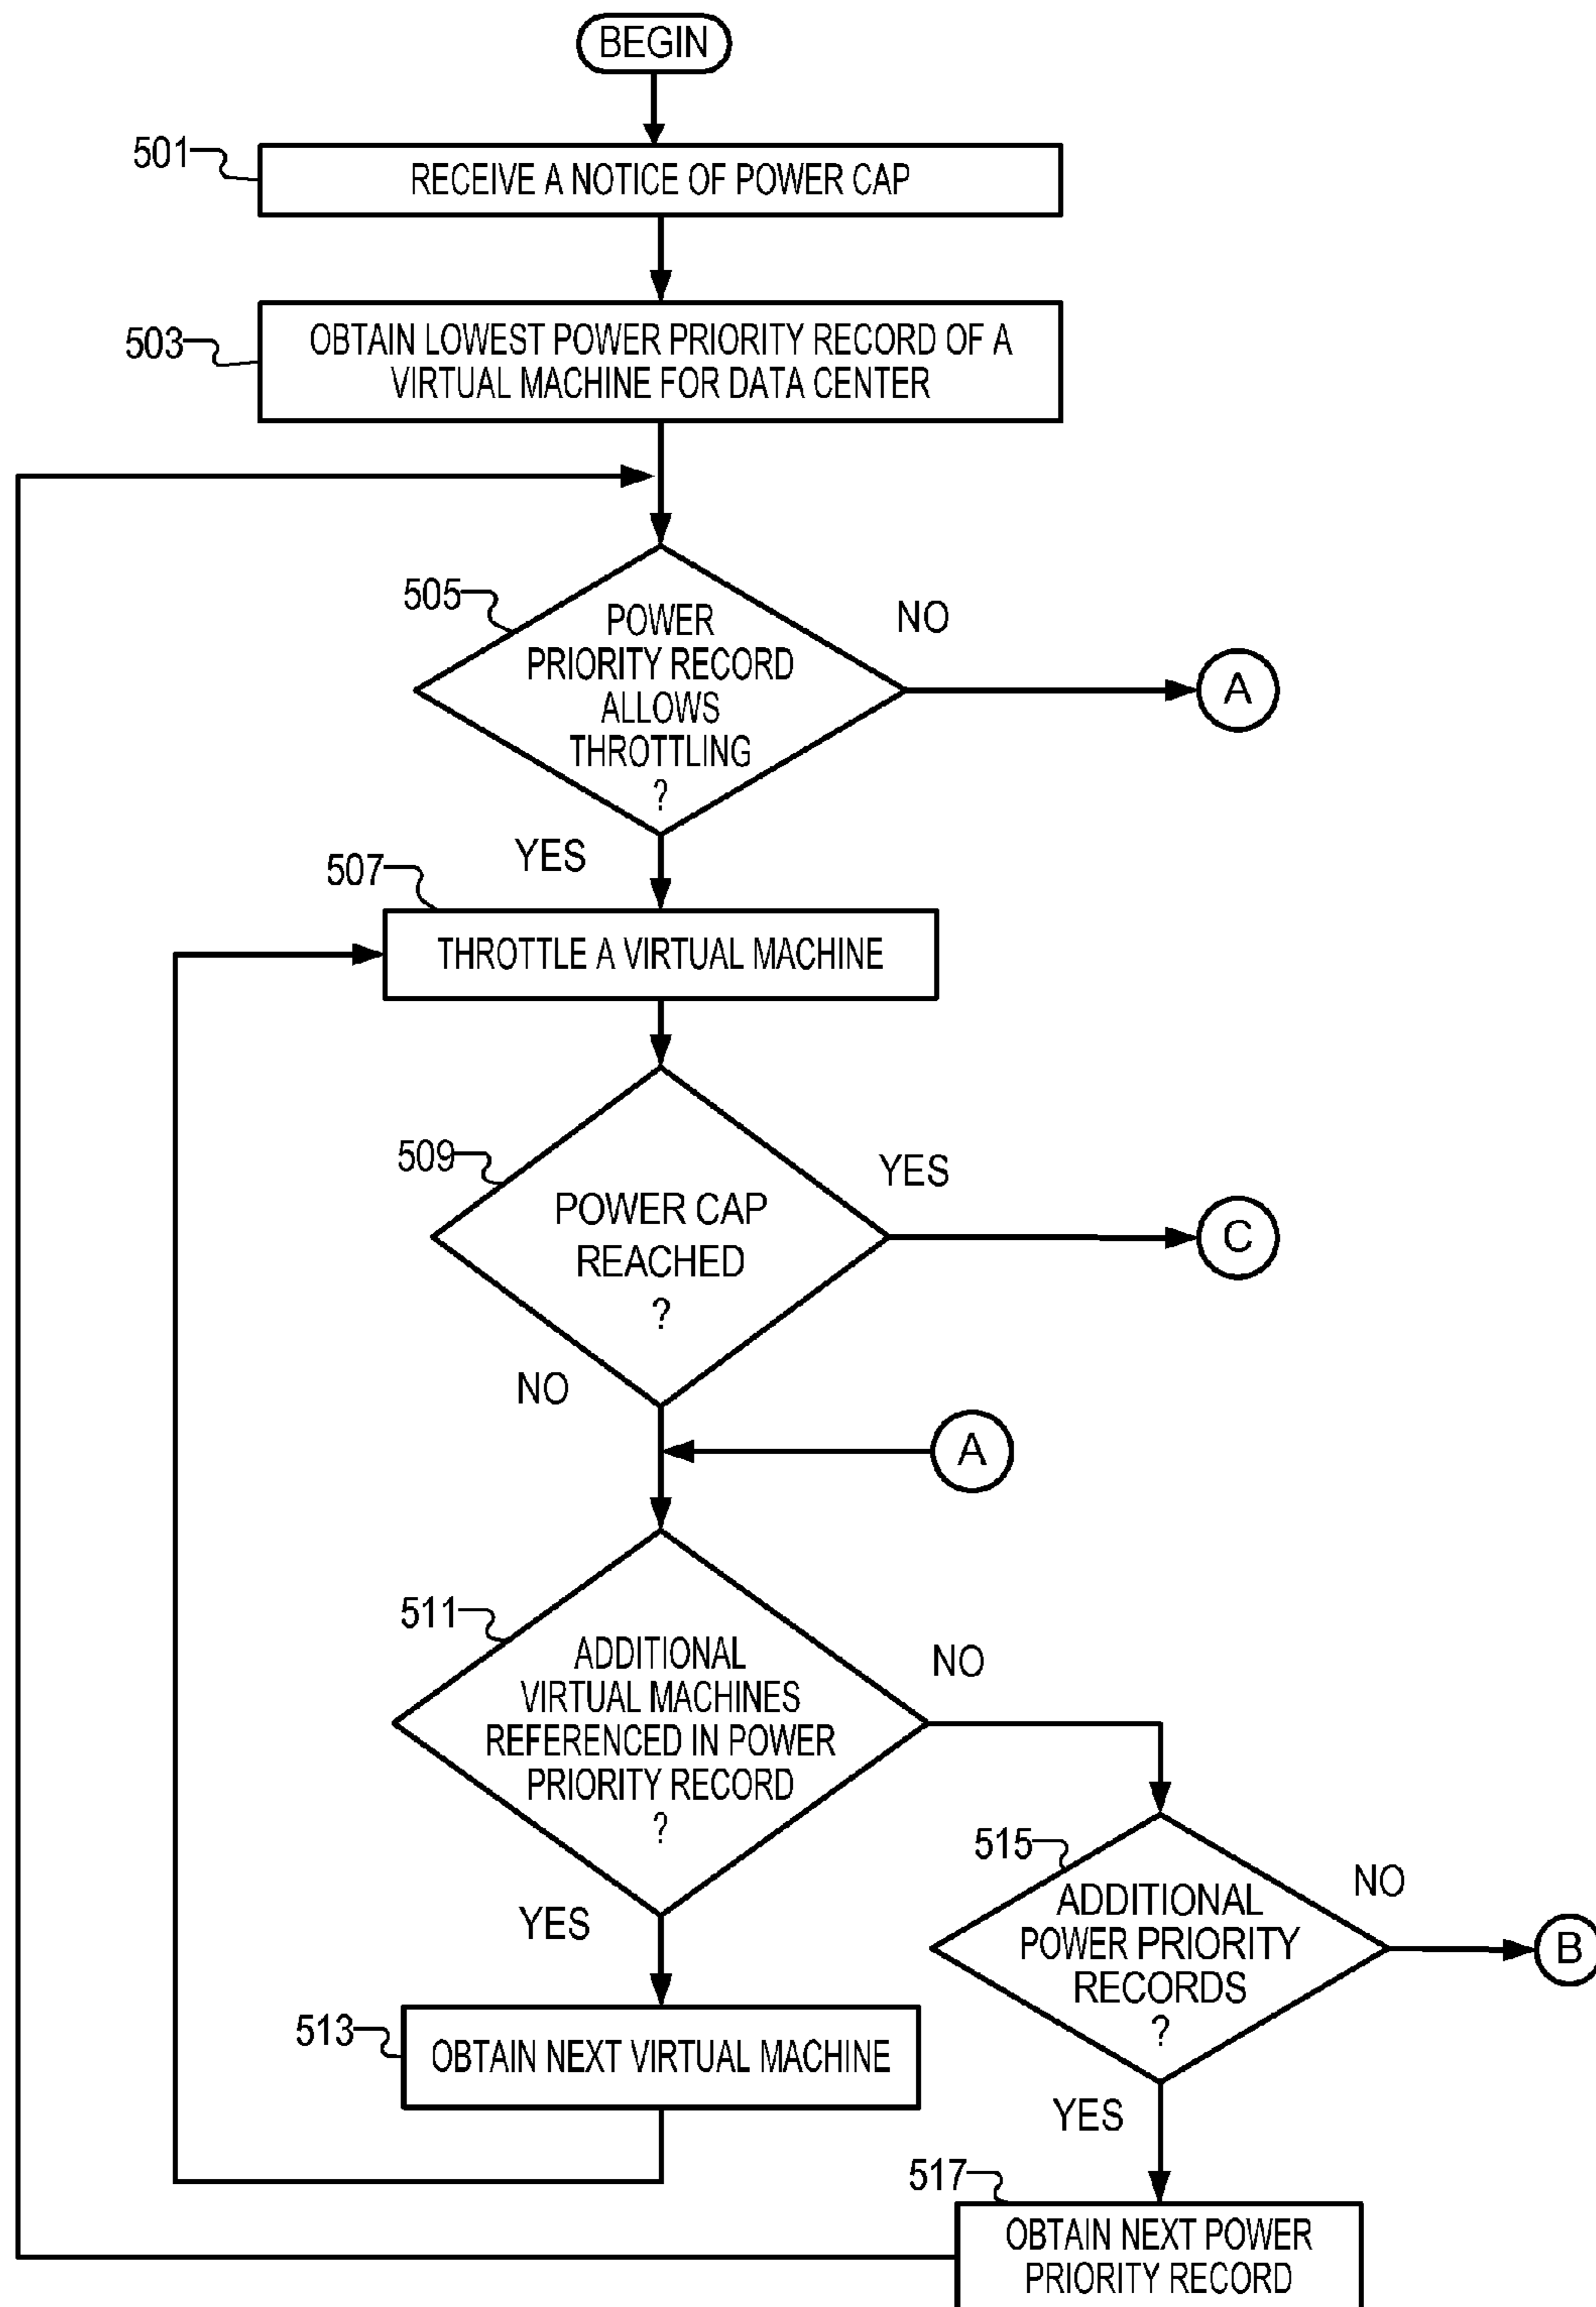 BEGIN
501
RECEIVE A NOTICE OF POWER CAP
503
OBTAIN LOWEST POWER PRIORITY RECORD OF A
VIRTUAL MACHINE FOR DATA CENTER
505
POWER
PRIORITY RECORD
ALLOWS
THROTTLING
?
NO
A
YES
507
THROTTLE A VIRTUAL MACHINE
509
POWER CAP
REACHED
?
YES
C
NO
A
511
ADDITIONAL
VIRTUAL MACHINES
REFERENCED IN POWER
PRIORITY RECORD
?
NO
YES
515
ADDITIONAL
POWER PRIORITY
RECORDS
?
NO
B
513
OBTAIN NEXT VIRTUAL MACHINE
YES
517
OBTAIN NEXT POWER
PRIORITY RECORD